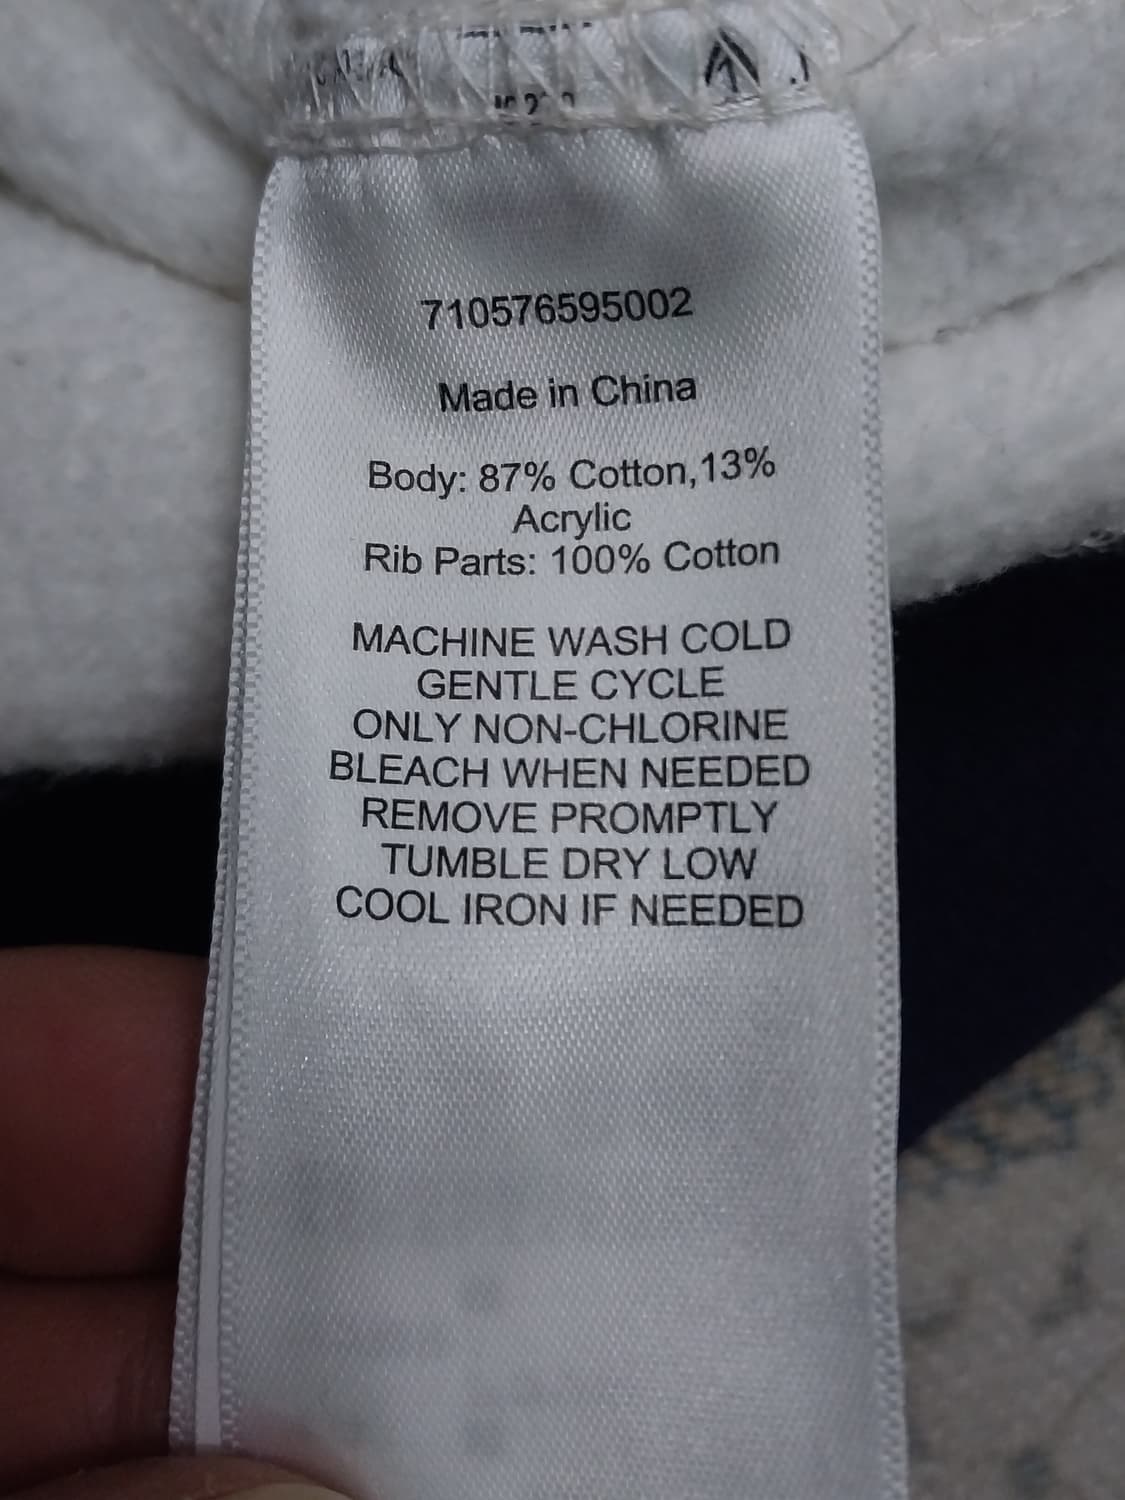 710576595002
Made in China
Body: 87% Cotton,13%
Acrylic
Rib Parts: 100% Cotton
MACHINE WASH COLD
GENTLE CYCLE
ONLY NON-CHLORINE
BLEACH WHEN NEEDED
REMOVE PROMPTLY
TUMBLE DRY LOW
COOL IRON IF NEEDED